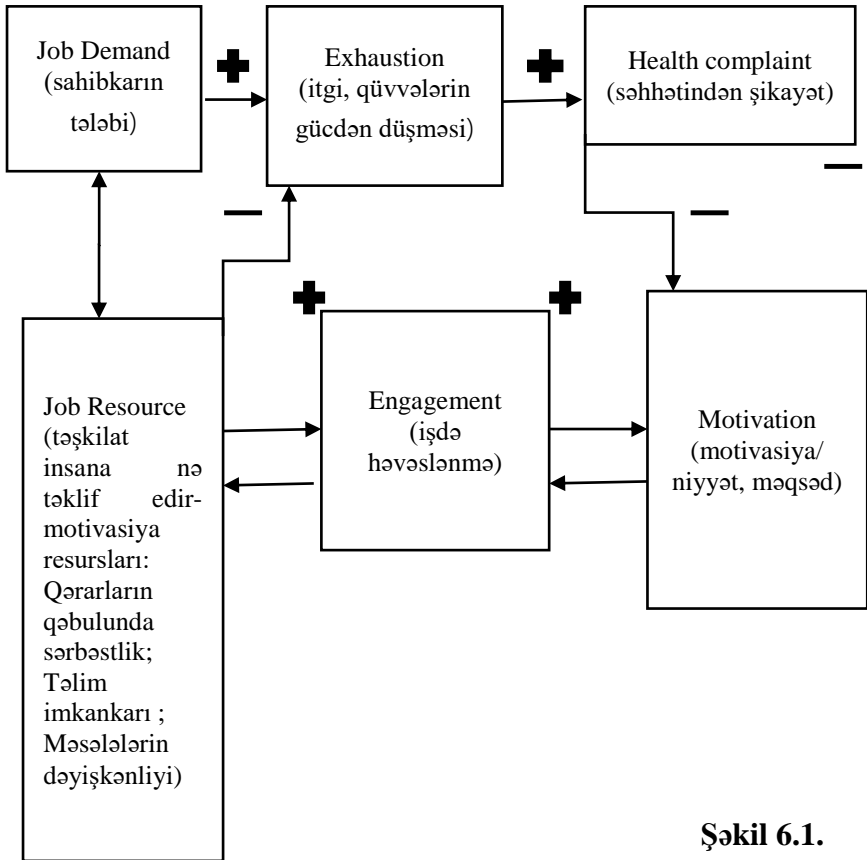 Job Demand
(sahibkarın
tələbi)
Exhaustion
(itgi, qüvvələrin
gücdən düşməsi)
Health complaint
(səhhətindən şikayət)
Job Resource
(təşkilat
insana nə
təklif edir-
motivasiya
resursları:
Qərarların
qəbulunda
sərbəstlik;
Təlim
imkankarı ;
Məsələlərin
dəyişkənliyi)
Engagement
(işdə
həvəslənmə)
Motivation
(motivasiya/
niyyət, məqsəd)
Şəkil 6.1.